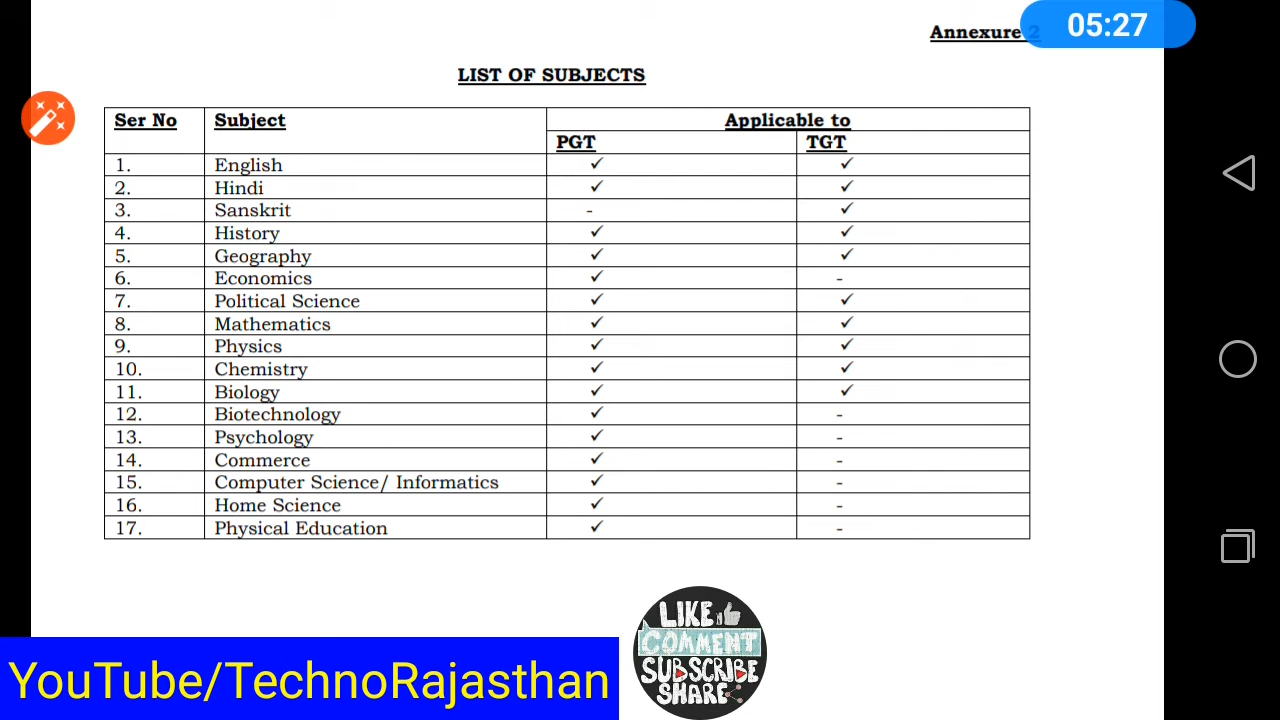 05:27
Annexure 2
LIST OF SUBJECTS
Ser No Subject Applicable to
PGT TGT
1. English ✓ ✓
2. Hindi ✓ ✓
3. Sanskrit - ✓
4. History ✓ ✓
5. Geography ✓ ✓
6. Economics ✓ -
7. Political Science ✓ ✓
8. Mathematics ✓ ✓
9. Physics ✓ ✓
10. Chemistry ✓ ✓
11. Biology ✓ ✓
12. Biotechnology ✓ -
13. Psychology ✓ -
14. Commerce ✓ -
15. Computer Science/ Informatics ✓ -
16. Home Science ✓ -
17. Physical Education ✓ -
LIKE
COMMENT
SUBSCRIBE
SHARE
YouTube/TechnoRajasthan